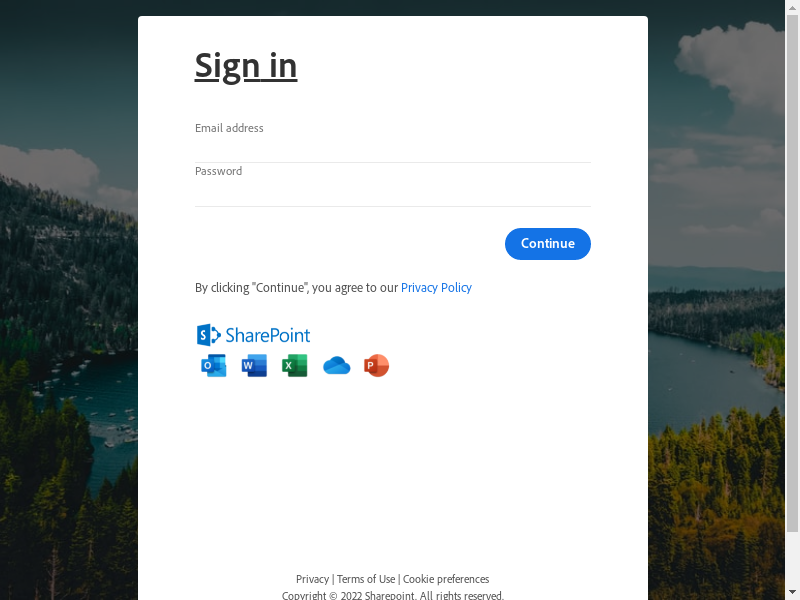 Sign in
Email address
Password
Continue
By clicking "Continue", you agree to our Privacy Policy
S SharePoint
O W X P
Privacy | Terms of Use | Cookie preferences
Copyright © 2022 Sharepoint. All rights reserved.